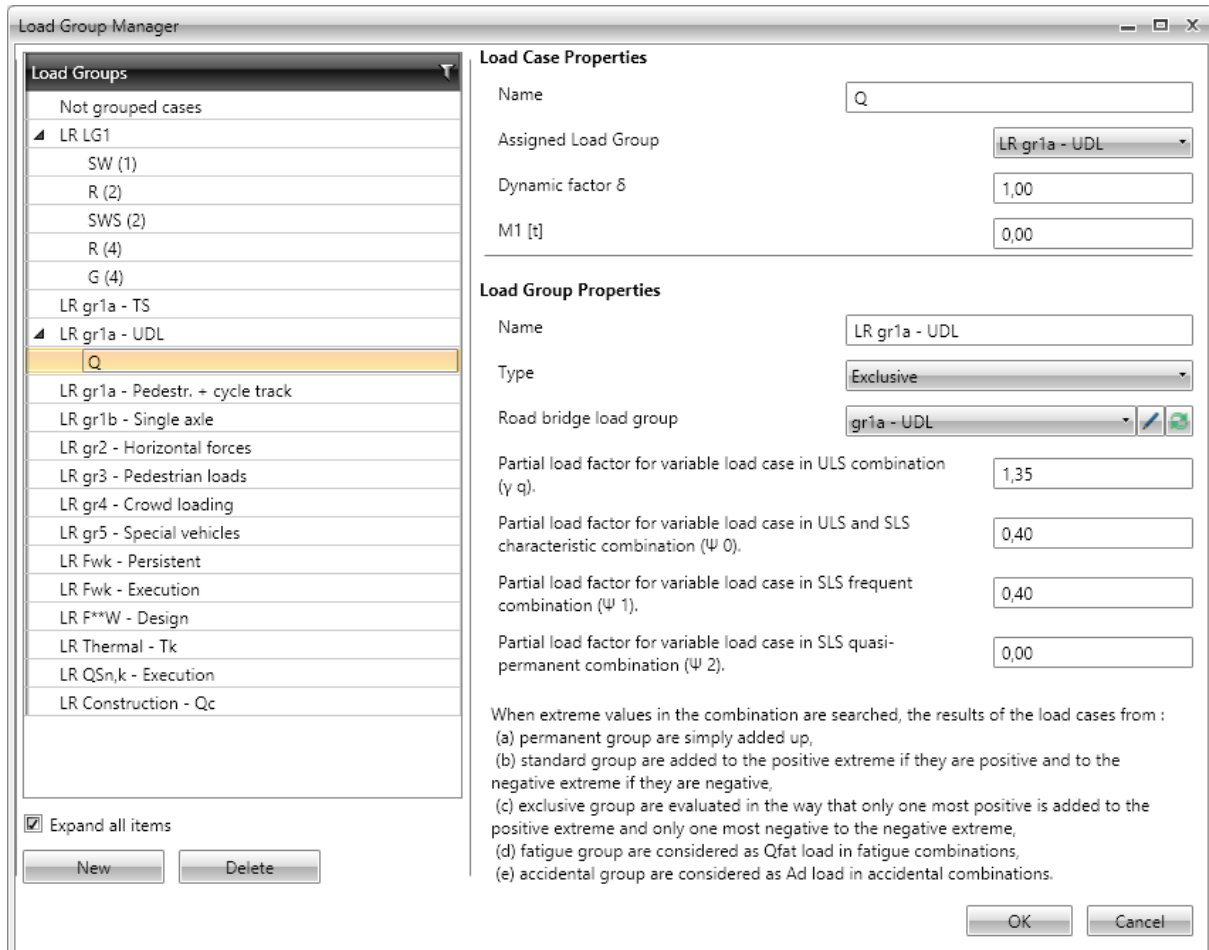 Load Group Manager
Load Groups
Not grouped cases
LR LG1
SW (1)
R (2)
SWS (2)
R (4)
G (4)
LR gr1a - TS
LR gr1a - UDL
Q
LR gr1a - Pedestr. + cycle track
LR gr1b - Single axle
LR gr2 - Horizontal forces
LR gr3 - Pedestrian loads
LR gr4 - Crowd loading
LR gr5 - Special vehicles
LR Fwk - Persistent
LR Fwk - Execution
LR F**W - Design
LR Thermal - Tk
LR QSn,k - Execution
LR Construction - Qc
Expand all items
New Delete
Load Case Properties
Name Q
Assigned Load Group LR gr1a - UDL
Dynamic factor δ 1,00
M1 [t] 0,00
Load Group Properties
Name LR gr1a - UDL
Type Exclusive
Road bridge load group gr1a - UDL
Partial load factor for variable load case in ULS combination
(γ q). 1,35
Partial load factor for variable load case in ULS and SLS
characteristic combination (Ψ 0). 0,40
Partial load factor for variable load case in SLS frequent
combination (Ψ 1). 0,40
Partial load factor for variable load case in SLS quasi-
permanent combination (Ψ 2). 0,00
When extreme values in the combination are searched, the results of the load cases from :
(a) permanent group are simply added up,
(b) standard group are added to the positive extreme if they are positive and to the
negative extreme if they are negative,
(c) exclusive group are evaluated in the way that only one most positive is added to the
positive extreme and only one most negative to the negative extreme,
(d) fatigue group are considered as Qfat load in fatigue combinations,
(e) accidental group are considered as Ad load in accidental combinations.
OK Cancel